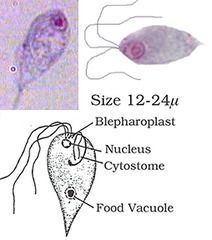 Size 12-24µ
Blepharoplast
Nucleus
Cytostome
Food Vacuole